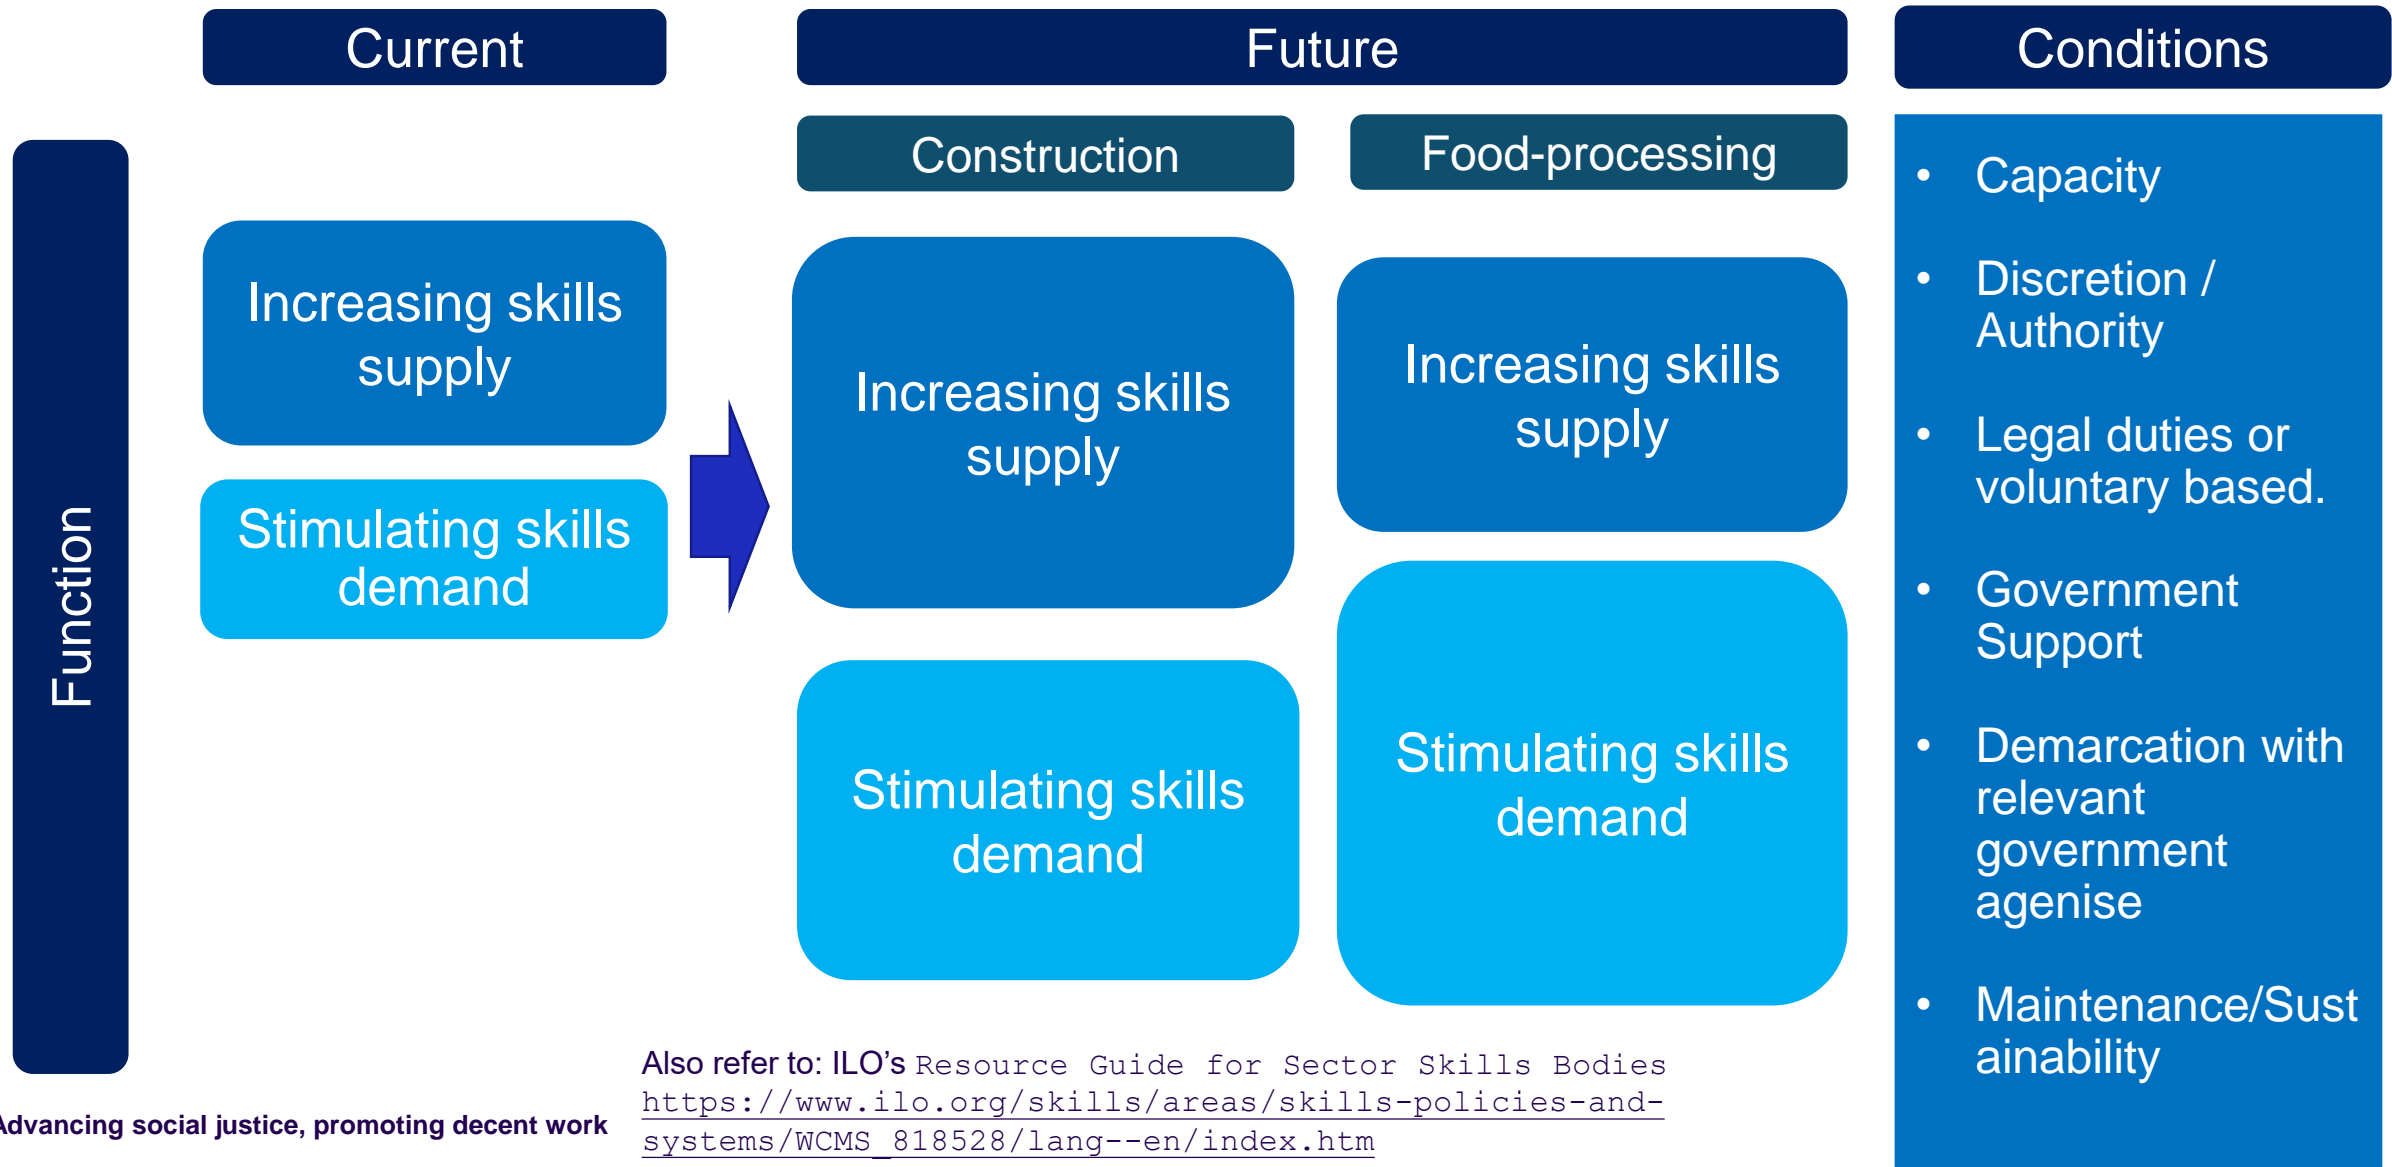 Current
Future
Conditions
Construction
Food-processing
Function
Increasing skills
supply
Stimulating skills
demand
Increasing skills
supply
Stimulating skills
demand
Increasing skills
supply
Stimulating skills
demand
• Capacity
• Discretion /
Authority
• Legal duties or
voluntary based.
• Government
Support
• Demarcation with
relevant
government
agenise
• Maintenance/Sust
ainability
Also refer to: ILO’s Resource Guide for Sector Skills Bodies
https://www.ilo.org/skills/areas/skills-policies-and-
systems/WCMS_818528/lang--en/index.htm
Advancing social justice, promoting decent work